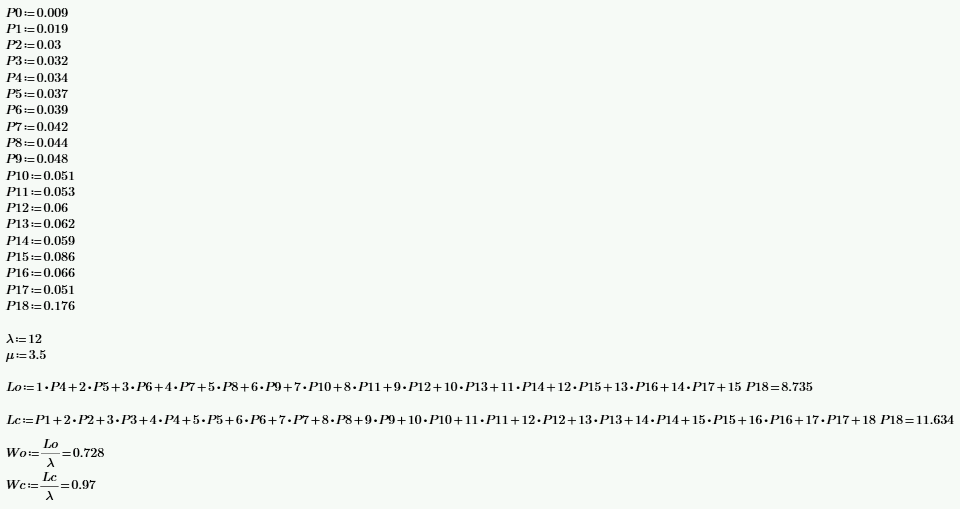 P0:=0.009
P1:=0.019
P2:=0.03
P3:=0.032
P4:=0.034
P5:=0.037
P6:=0.039
P7:=0.042
P8:=0.044
P9:=0.048
P10:=0.051
P11:=0.053
P12:=0.06
P13:=0.062
P14:=0.059
P15:=0.086
P16:=0.066
P17:=0.051
P18:=0.176
λ:=12
μ:=3.5
Lo:=1•P4+2•P5+3•P6+4•P7+5•P8+6•P9+7•P10+8•P11+9•P12+10•P13+11•P14+12•P15+13•P16+14•P17+15 P18=8.735
Lc:=P1+2•P2+3•P3+4•P4+5•P5+6•P6+7•P7+8•P8+9•P9+10•P10+11•P11+12•P12+13•P13+14•P14+15•P15+16•P16+17•P17+18 P18=11.634
Wo:=Lo/λ=0.728
Wc:=Lc/λ=0.97